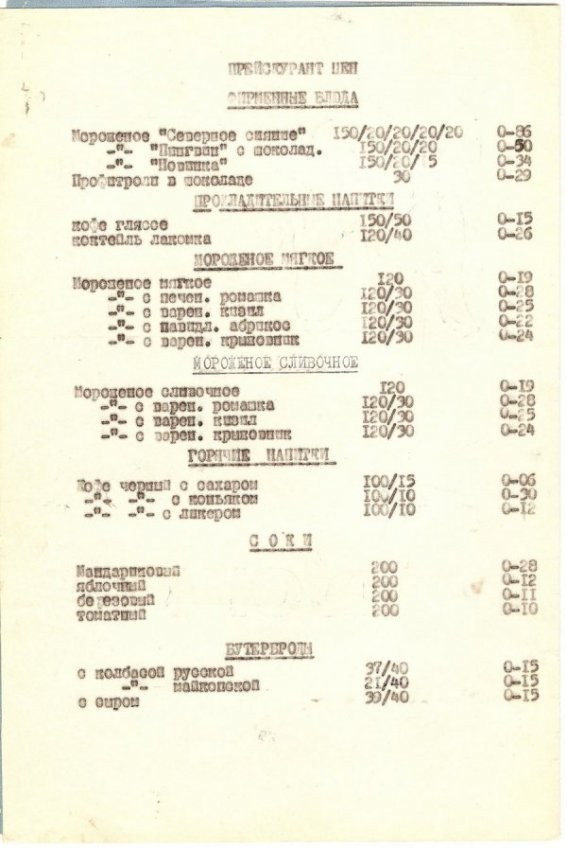 ПРЕЙСКУРАНТ ЦЕН
ФИРМЕННЫЕ БЛЮДА
Мороженое "Северное сияние" 150/20/20/20/20 0-86
-"- "Пингвин" с шоколад. 150/20/20 0-50
-"- "Новинка" 150/20/15 0-34
Профитроли в шоколаде 30 0-29
ПРОХЛАДИТЕЛЬНЫЕ НАПИТКИ
кофе гляссе 150/50 0-15
коктейль лакомка 120/40 0-26
МОРОЖЕНОЕ МЯГКОЕ
Мороженое мягкое 120 0-19
-"- с печен. ромашка 120/30 0-28
-"- с варен. кизил 120/30 0-25
-"- с павидл. абрикос 120/30 0-22
-"- с варен. крыжовник 120/30 0-24
МОРОЖЕНОЕ СЛИВОЧНОЕ
Мороженое сливочное 120 0-19
-"- с варен. ромашка 120/30 0-28
-"- с варен. кизил 120/30 0-25
-"- с варен. крыжовник 120/30 0-24
ГОРЯЧИЕ НАПИТКИ
Кофе черный с сахаром 100/15 0-06
-"- -"- с коньяком 100/10 0-30
-"- -"- с ликером 100/10 0-12
С О К И
Мандариновый 200 0-28
яблочный 200 0-12
березовый 200 0-11
томатный 200 0-10
БУТЕРБРОДЫ
с колбасой русской 37/40 0-15
-"- майкопской 21/40 0-15
с сыром 30/40 0-15